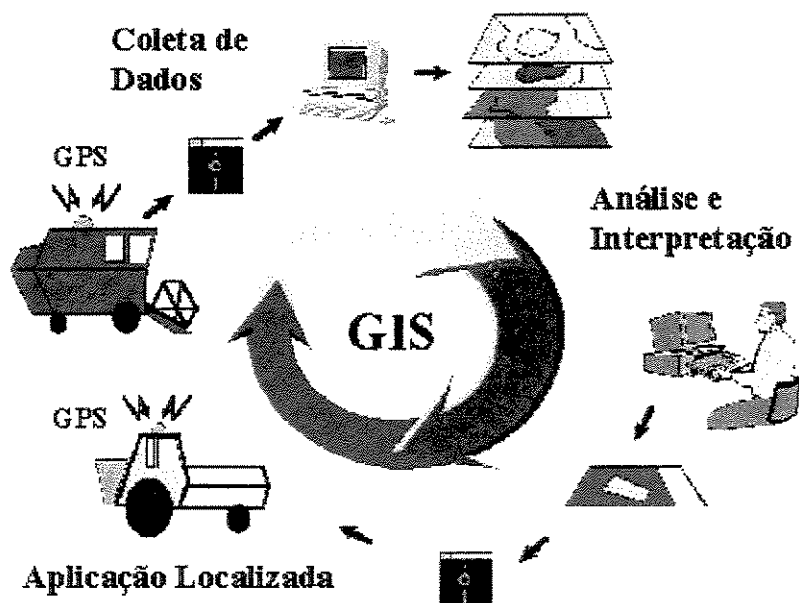 Coleta de
Dados
GPS
Análise e
Interpretação
GIS
GPS
Aplicação Localizada